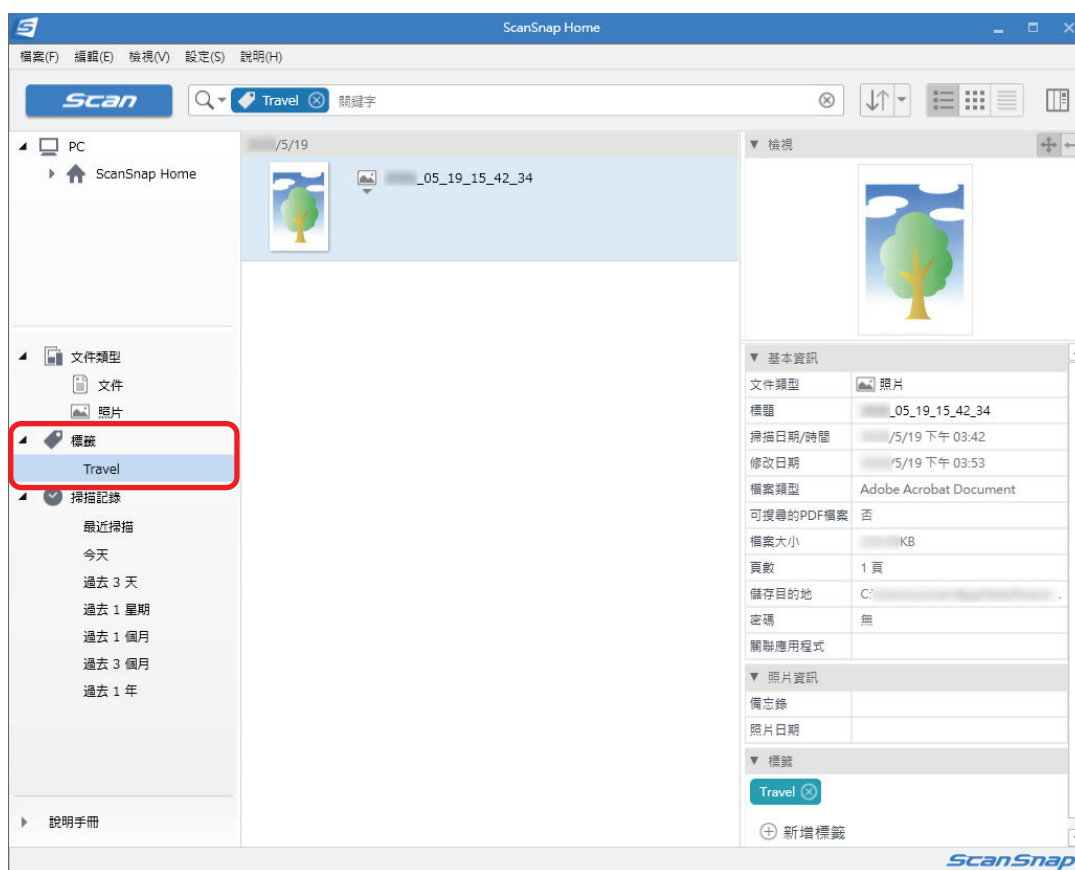 ScanSnap Home
檔案(F) 編輯(E) 檢視(V) 設定(S) 說明(H)
Scan Travel 關鍵字
PC
ScanSnap Home
文件類型
文件
照片
標籤
Travel
掃描記錄
最近掃描
今天
過去 3 天
過去 1 星期
過去 1 個月
過去 3 個月
過去 1 年
說明手冊
/5/19
_05_19_15_42_34
檢視
基本資訊
文件類型 照片
標題 _05_19_15_42_34
掃描日期/時間 /5/19 下午 03:42
修改日期 /5/19 下午 03:53
檔案類型 Adobe Acrobat Document
可搜尋的PDF檔案 否
檔案大小 KB
頁數 1 頁
儲存目的地 C:
密碼 無
關聯應用程式
照片資訊
備忘錄
照片日期
標籤
Travel
新增標籤
ScanSnap